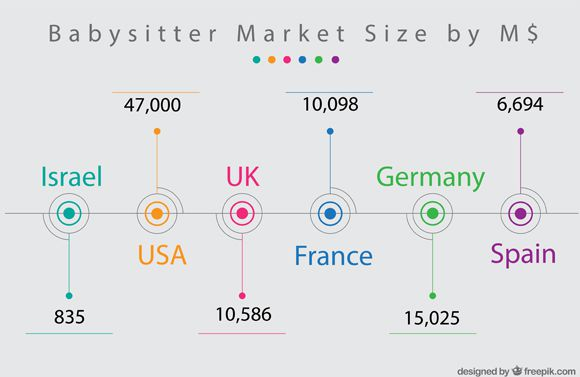 Babysitter Market Size by M$
47,000
10,098
6,694
Israel
UK
Germany
USA
France
Spain
835
10,586
15,025
designed by freepik.com